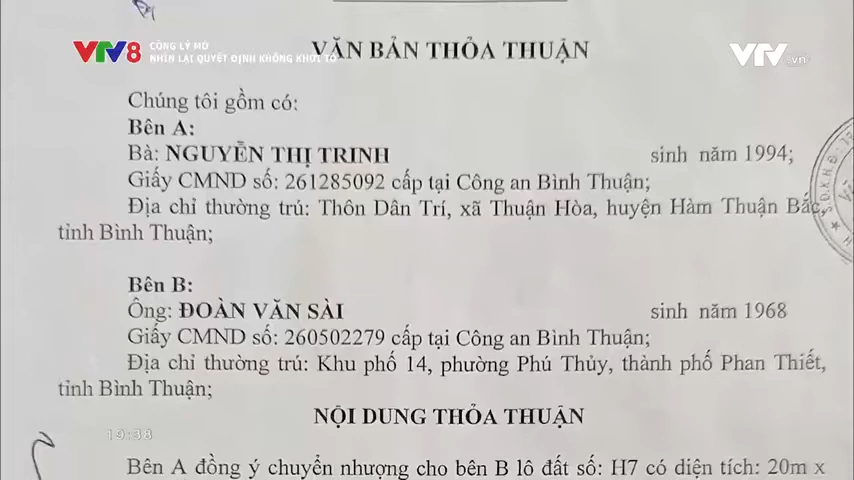 VTV8
CÔNG LÝ MỞ
NHÌN LẠI QUYẾT ĐỊNH KHÔNG KHỞI TỐ
VTV.vn
VĂN BẢN THỎA THUẬN
Chúng tôi gồm có:
Bên A:
Bà: NGUYỄN THỊ TRINH sinh năm 1994;
Giấy CMND số: 261285092 cấp tại Công an Bình Thuận;
Địa chỉ thường trú: Thôn Dân Trí, xã Thuận Hòa, huyện Hàm Thuận Bắc,
tỉnh Bình Thuận;
Bên B:
Ông: ĐOÀN VĂN SÀI sinh năm 1968
Giấy CMND số: 260502279 cấp tại Công an Bình Thuận;
Địa chỉ thường trú: Khu phố 14, phường Phú Thủy, thành phố Phan Thiết,
tỉnh Bình Thuận;
NỘI DUNG THỎA THUẬN
19:38
Bên A đồng ý chuyển nhượng cho bên B lô đất số: H7 có diện tích: 20m x